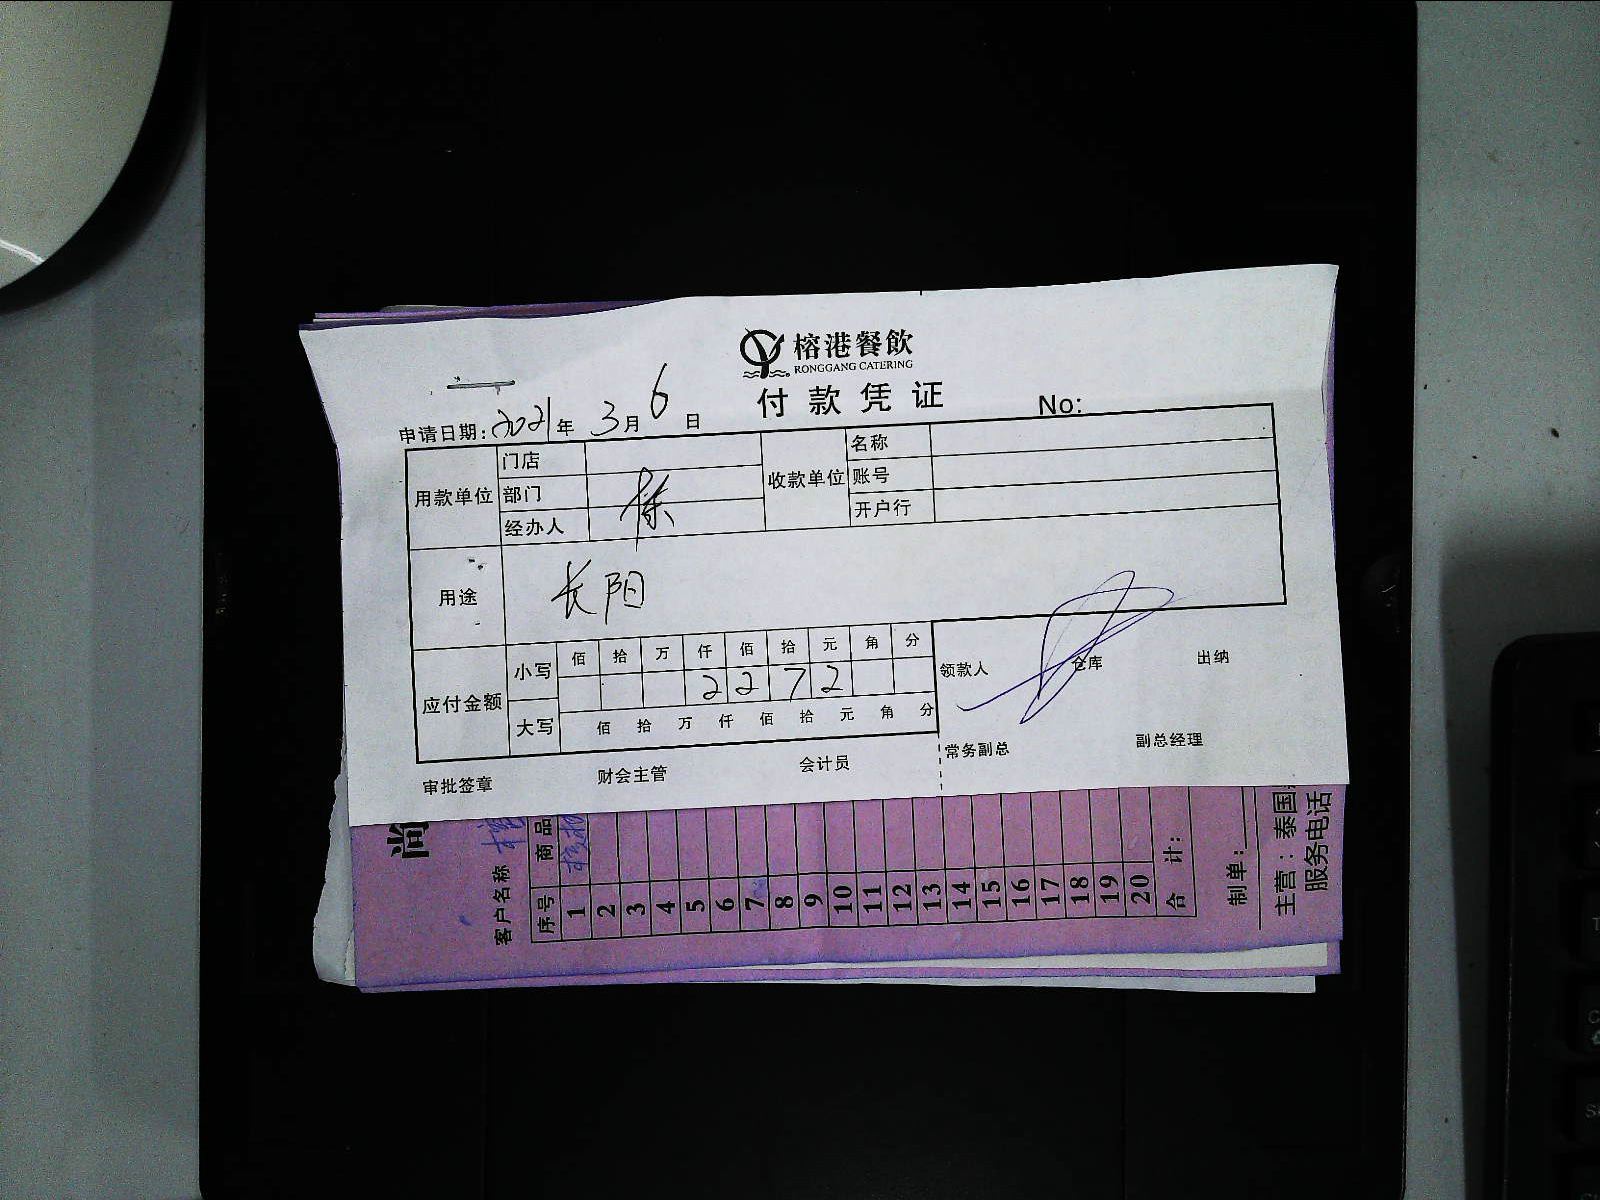 榕港餐飲
RONGGANG CATERING
付款凭证
No:
申请日期: 2021年 3月 6日
用款单位 门店 收款单位 名称
部门 账号
经办人 开户行
用途 长阳
应付金额 小写 佰 拾 万 仟 佰 拾 元 角 分
2 2 7 2
大写 佰 拾 万 仟 佰 拾 元 角 分
领款人 仓库 出纳
审批签章 财会主管 会计员 常务副总 副总经理
尚
客户名称
序号 商品
1
2
3
4
5
6
7
8
9
10
11
12
13
14
15
16
17
18
19
20
合 计:
制单:
主营:泰国
服务电话